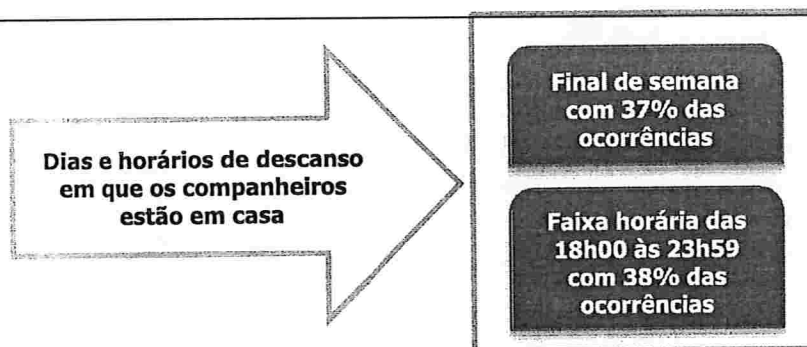 Dias e horários de descanso
em que os companheiros
estão em casa
Final de semana
com 37% das
ocorrências
Faixa horária das
18h00 às 23h59
com 38% das
ocorrências